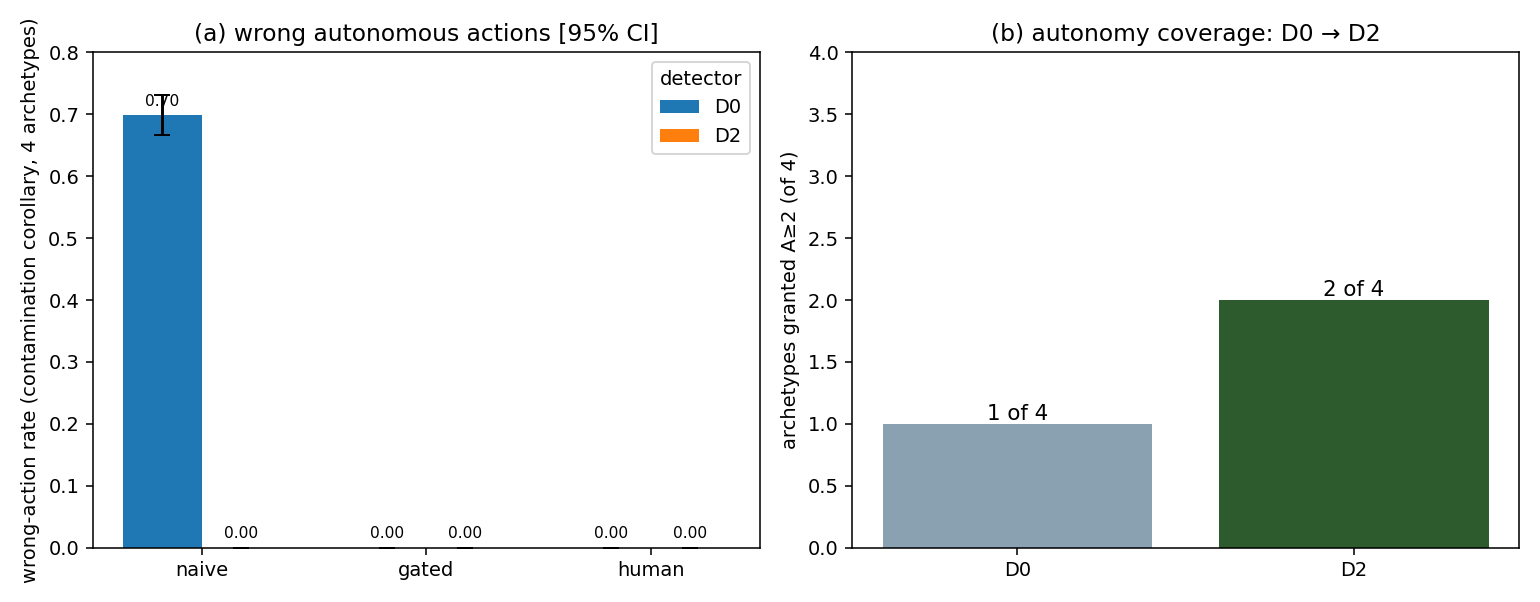 (a) wrong autonomous actions [95% CI]
wrong-action rate (contamination corollary, 4 archetypes)
0.8
0.7
0.6
0.5
0.4
0.3
0.2
0.1
0.0
detector
D0
D2
0.70
0.00
0.00
0.00
0.00
0.00
naive
gated
human
(b) autonomy coverage: D0 → D2
archetypes granted A≥2 (of 4)
4.0
3.5
3.0
2.5
2.0
1.5
1.0
0.5
0.0
1 of 4
2 of 4
D0
D2